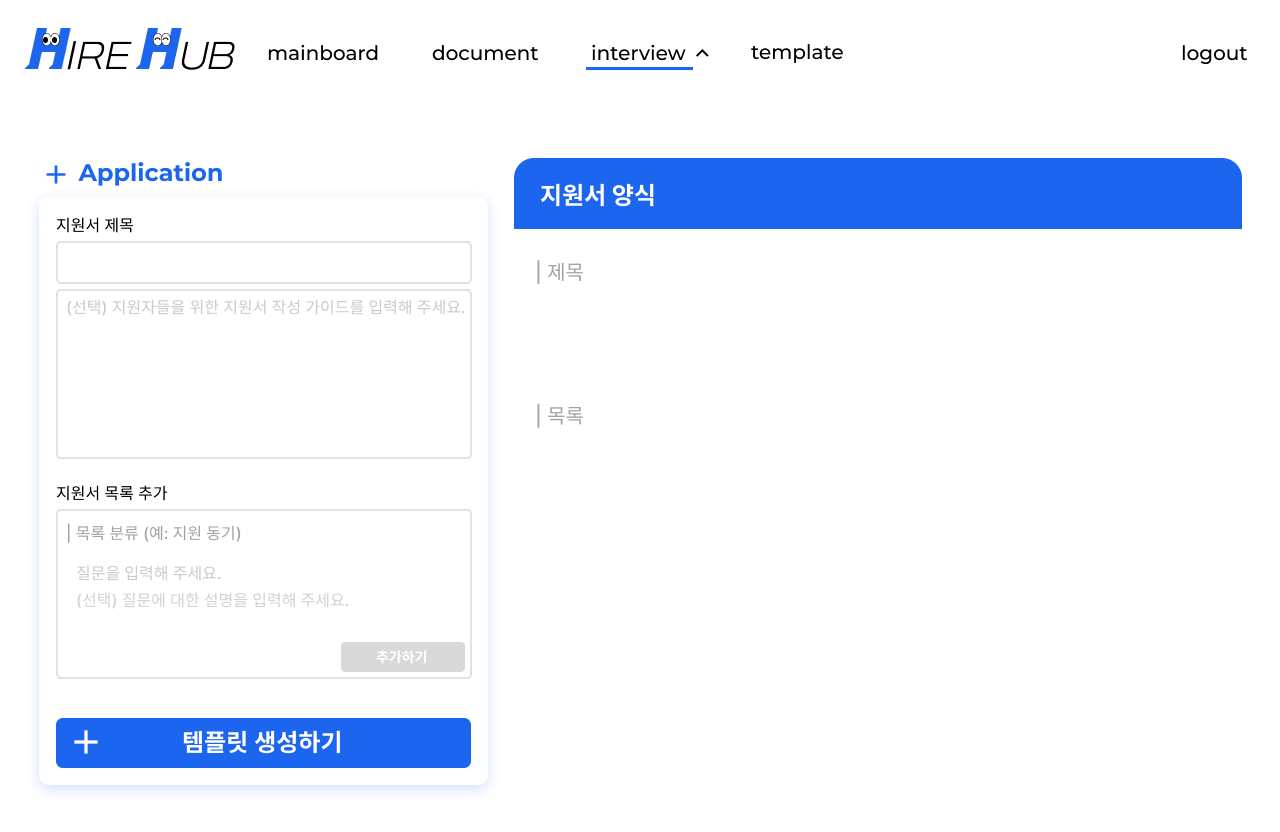 HIRE HUB
mainboard
document
interview
template
logout
Application
지원서 제목
(선택) 지원자들을 위한 지원서 작성 가이드를 입력해 주세요.
지원서 목록 추가
목록 분류 (예: 지원 동기)
질문을 입력해 주세요.
(선택) 질문에 대한 설명을 입력해 주세요.
추가하기
템플릿 생성하기
지원서 양식
제목
목록